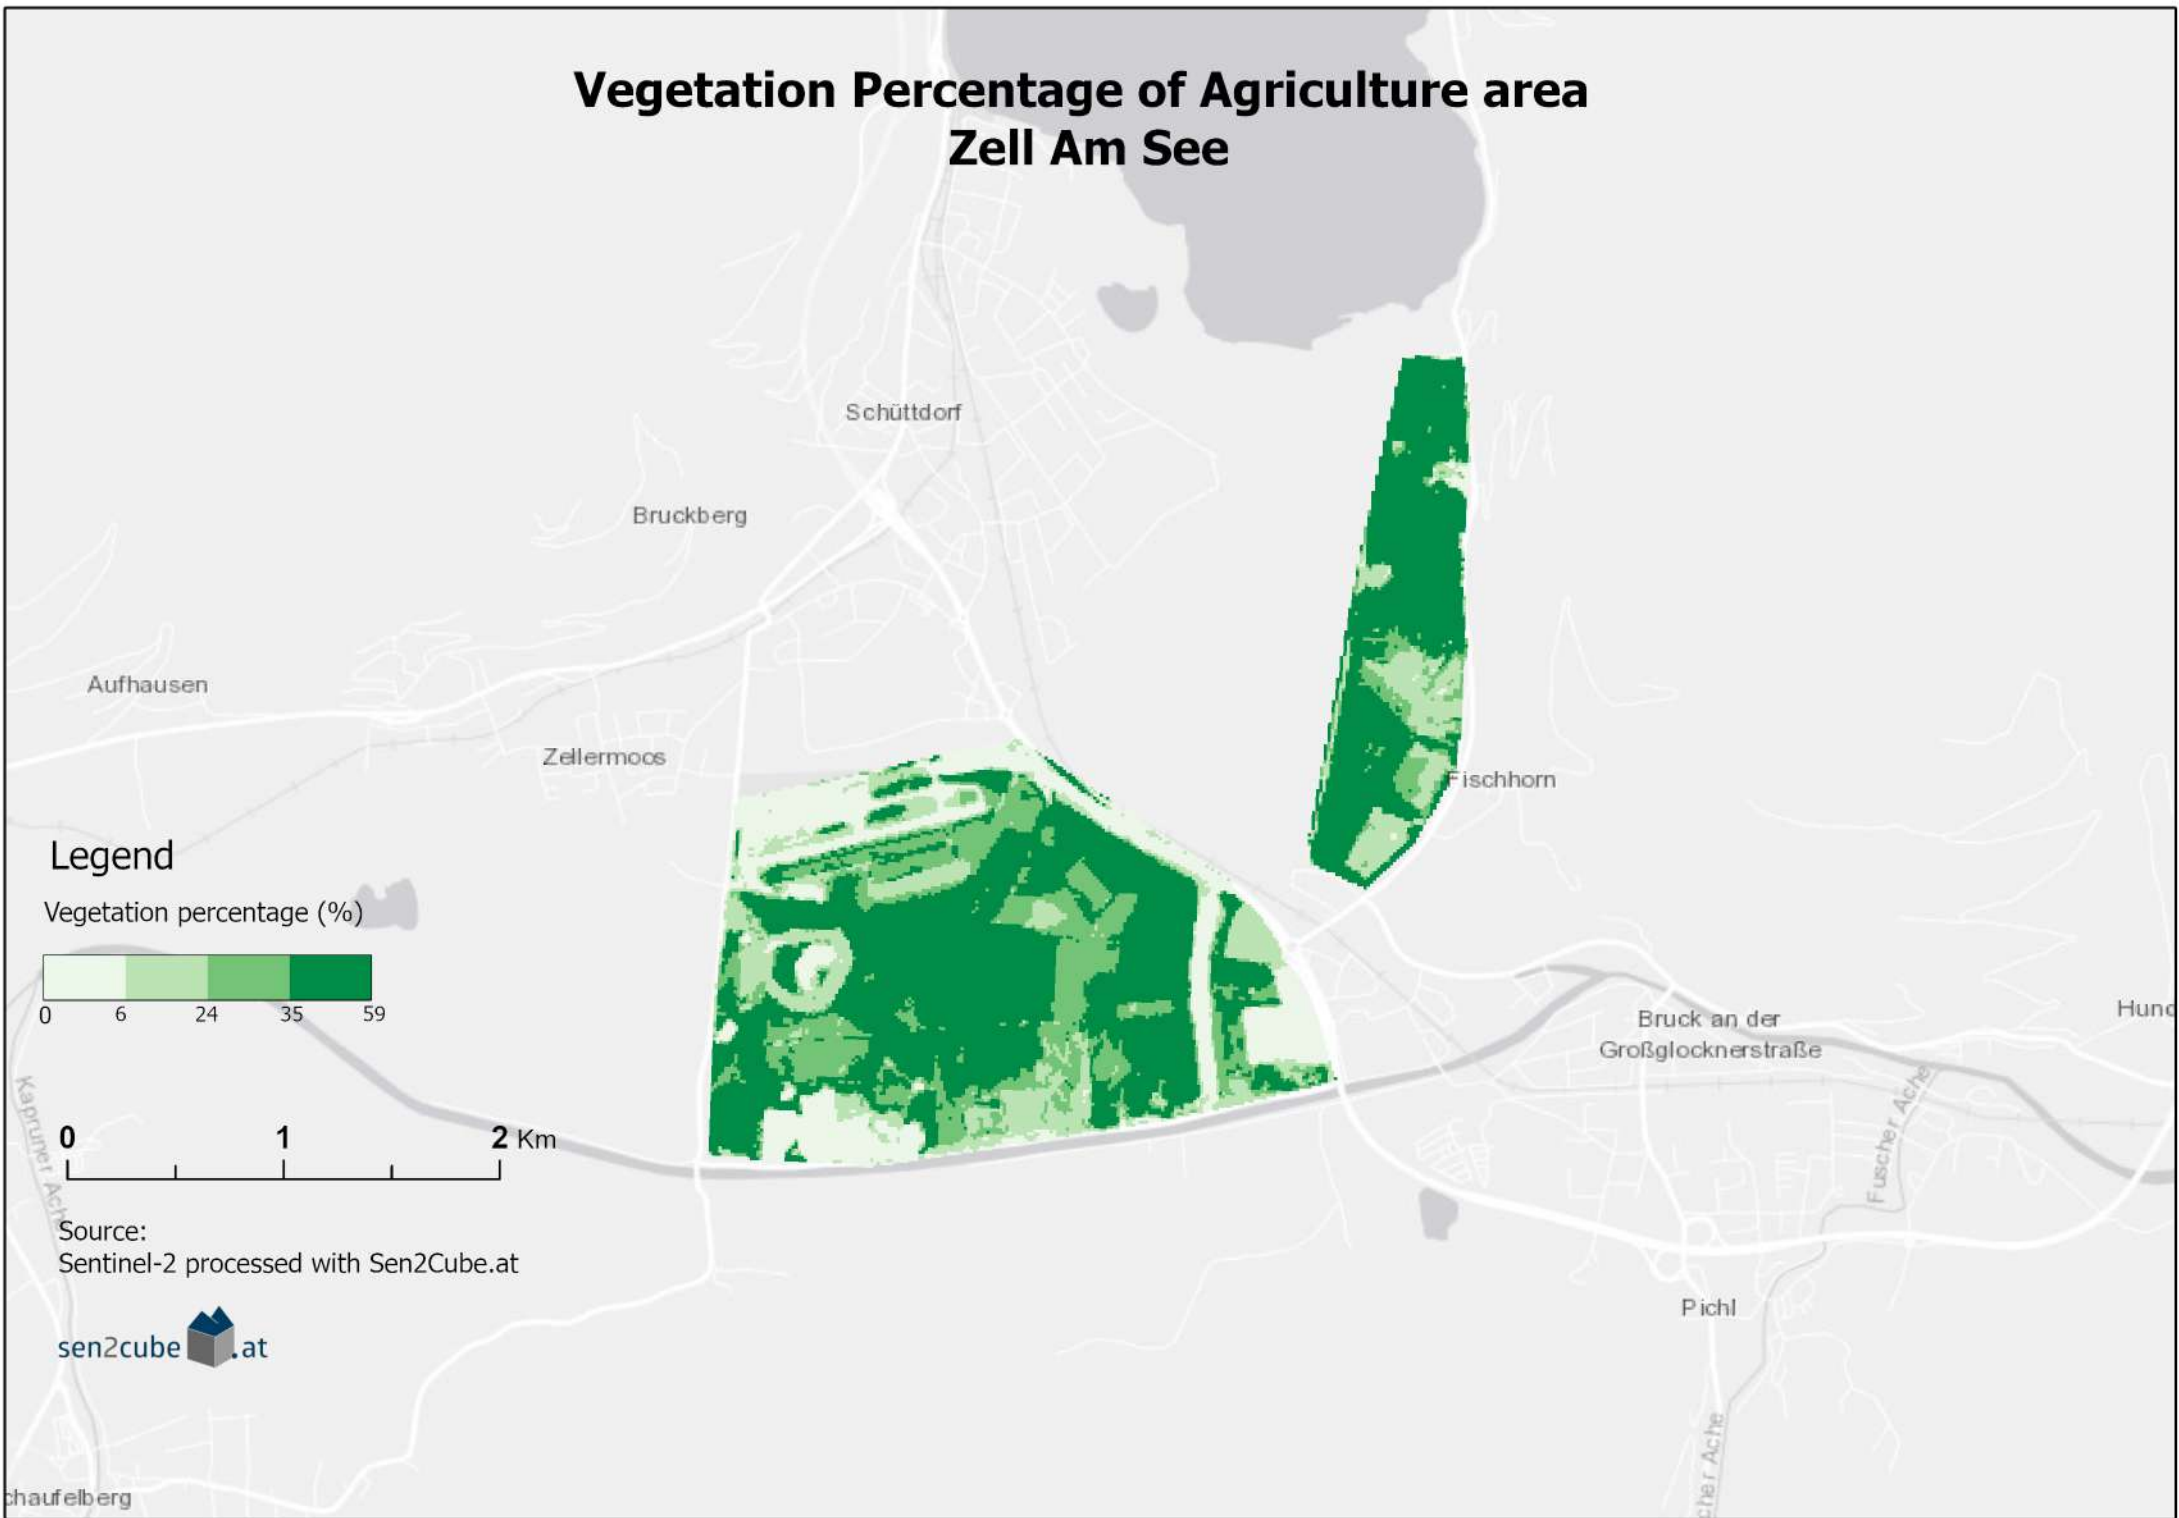 Vegetation Percentage of Agriculture area
Zell Am See
Schüttdorf
Bruckberg
Aufhausen
Zellermoos
Fischhorn
Legend
Vegetation percentage (%)
0 6 24 35 59
Bruck an der
Großglocknerstraße
Hund
Kapruner Ache
Fuscher Ache
0 1 2 Km
Source:
Sentinel-2 processed with Sen2Cube.at
sen2cube.at
Pichl
cher Ache
chaufelberg